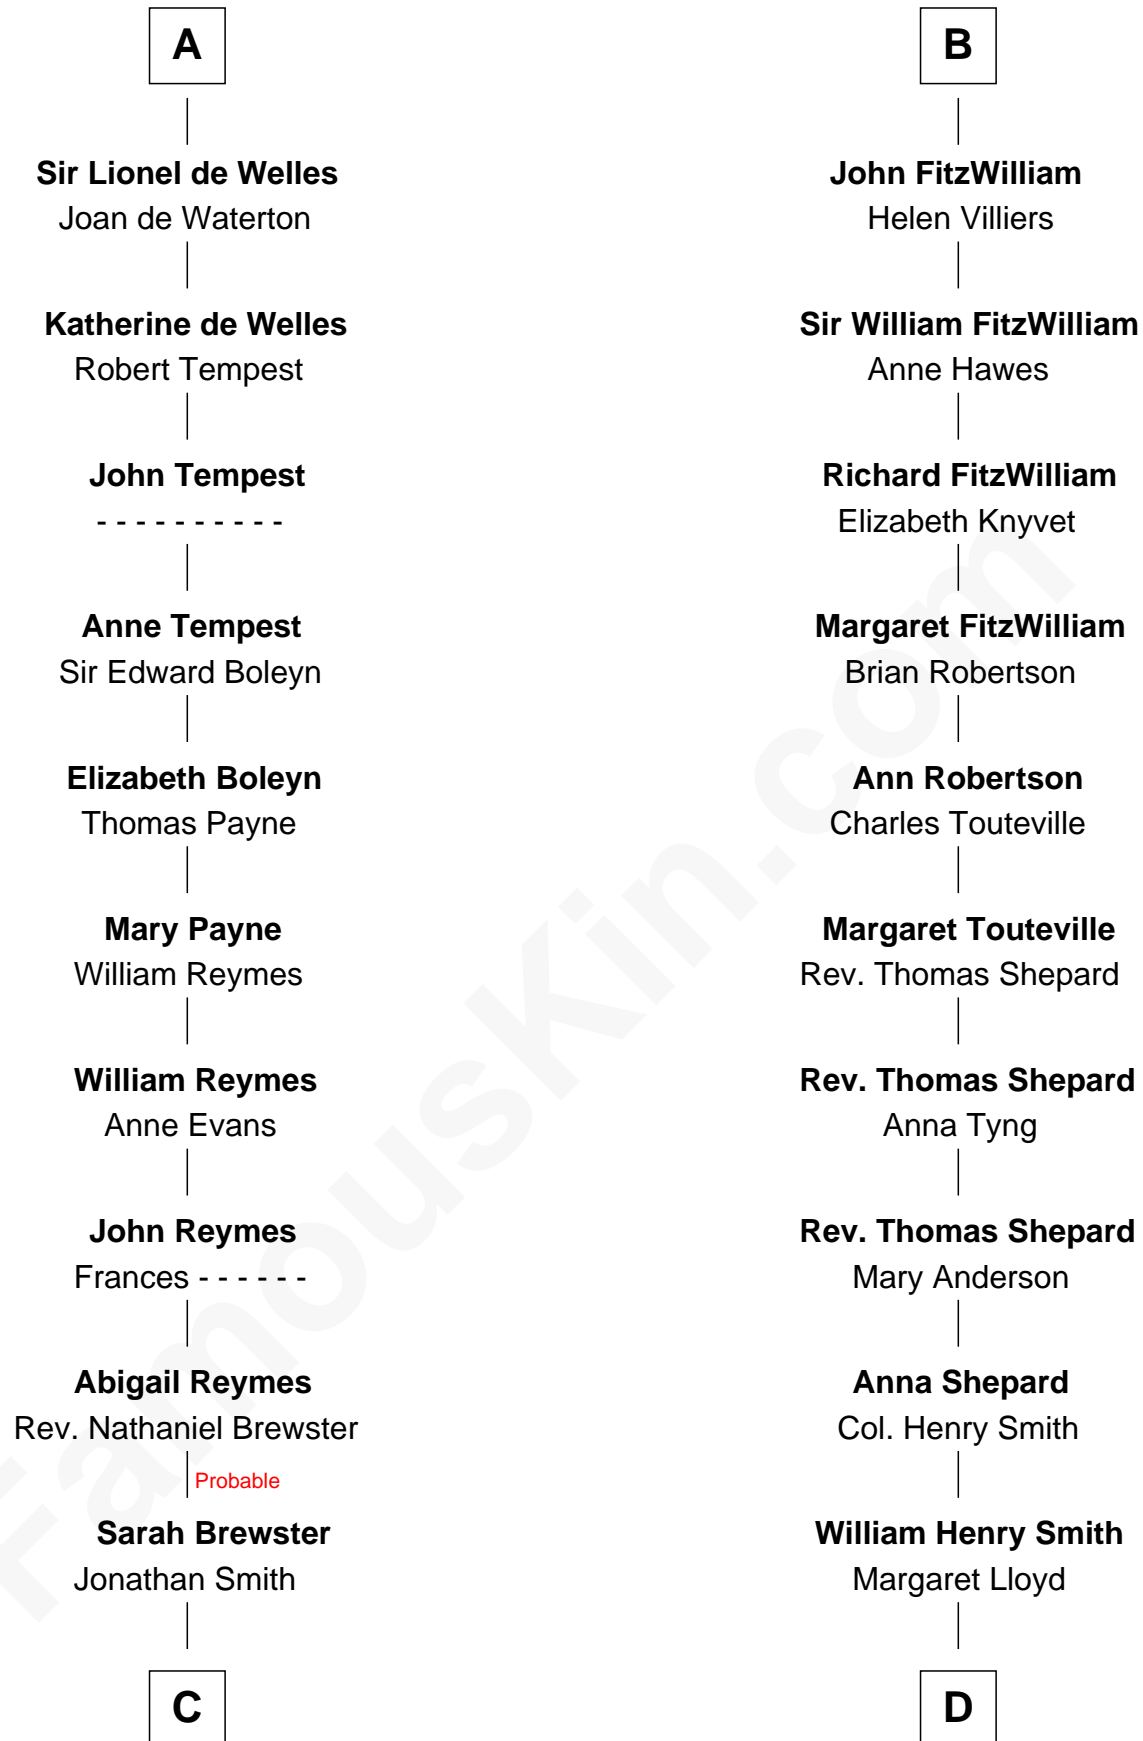 A
Sir Lionel de Welles
Joan de Waterton
Katherine de Welles
Robert Tempest
John Tempest
- - - - - - - - - -
Anne Tempest
Sir Edward Boleyn
Elizabeth Boleyn
Thomas Payne
Mary Payne
William Reymes
William Reymes
Anne Evans
John Reymes
Frances - - - - - -
Abigail Reymes
Rev. Nathaniel Brewster
Probable
Sarah Brewster
Jonathan Smith
C
B
John FitzWilliam
Helen Villiers
Sir William FitzWilliam
Anne Hawes
Richard FitzWilliam
Elizabeth Knyvet
Margaret FitzWilliam
Brian Robertson
Ann Robertson
Charles Touteville
Margaret Touteville
Rev. Thomas Shepard
Rev. Thomas Shepard
Anna Tyng
Rev. Thomas Shepard
Mary Anderson
Anna Shepard
Col. Henry Smith
William Henry Smith
Margaret Lloyd
D
FamousKin.com